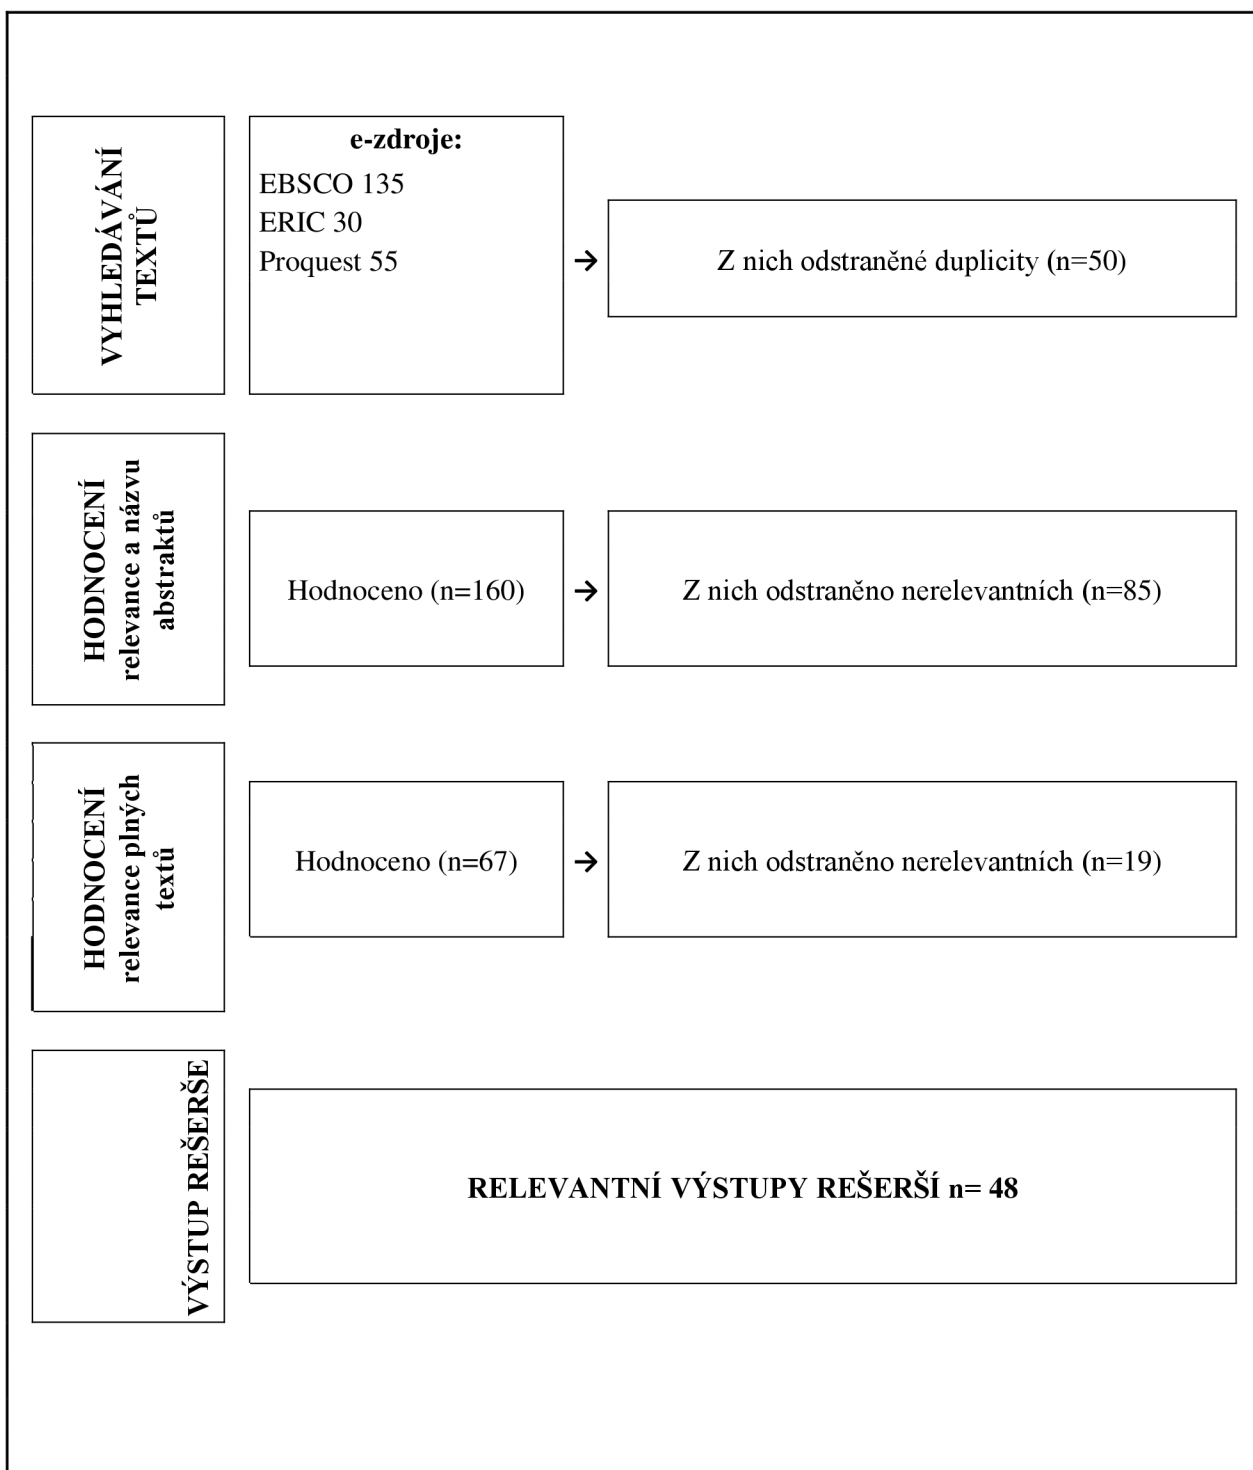 VYHLEDÁVÁNÍ
TEXTŮ
e-zdroje:
EBSCO 135
ERIC 30
Proquest 55
→
Z nich odstraněné duplicity (n=50)
HODNOCENÍ
relevance a názvu
abstraktů
Hodnoceno (n=160)
→
Z nich odstraněno nerelevantních (n=85)
HODNOCENÍ
relevance plných
textů
Hodnoceno (n=67)
→
Z nich odstraněno nerelevantních (n=19)
VÝSTUP REŠERŠE
RELEVANTNÍ VÝSTUPY REŠERŠÍ n= 48